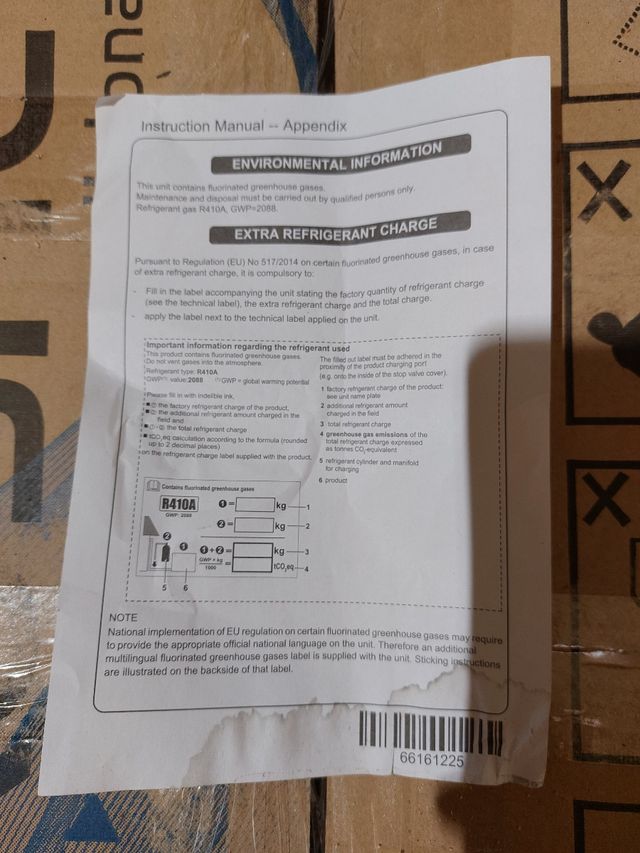 Instruction Manual -- Appendix
ENVIRONMENTAL INFORMATION
This unit contains fluorinated greenhouse gases.
Maintenance and disposal must be carried out by qualified persons only.
Refrigerant gas R410A, GWP=2088.
EXTRA REFRIGERANT CHARGE
Pursuant to Regulation (EU) No 517/2014 on certain fluorinated greenhouse gases, in case
of extra refrigerant charge, it is compulsory to:
- Fill in the label accompanying the unit stating the factory quantity of refrigerant charge
(see the technical label), the extra refrigerant charge and the total charge.
- apply the label next to the technical label applied on the unit.
Important information regarding the refrigerant used
This product contains fluorinated greenhouse gases.
Do not vent gases into the atmosphere.
Refrigerant type: R410A
GWP⁽¹⁾ value: 2088 ⁽¹⁾GWP = global warming potential
Please fill in with indelible ink,
■ ① the factory refrigerant charge of the product,
■ ② the additional refrigerant amount charged in the
field and
■ ①+② the total refrigerant charge
■ tCO₂eq calculation according to the formula (rounded
up to 2 decimal places)
on the refrigerant charge label supplied with the product.
The filled out label must be adhered in the
proximity of the product charging port
(e.g. onto the inside of the stop valve cover).
1 factory refrigerant charge of the product:
see unit name plate
2 additional refrigerant amount
charged in the field
3 total refrigerant charge
4 greenhouse gas emissions of the
total refrigerant charge expressed
as tonnes CO₂-equivalent
5 refrigerant cylinder and manifold
for charging
6 product
Contains fluorinated greenhouse gases
R410A
GWP: 2088
❶= kg 1
❷= kg 2
❶+❷= kg 3
GWP × kg
1000
= tCO₂eq 4
❷
❶
5 6
NOTE
National implementation of EU regulation on certain fluorinated greenhouse gases may require
to provide the appropriate official national language on the unit. Therefore an additional
multilingual fluorinated greenhouse gases label is supplied with the unit. Sticking instructions
are illustrated on the backside of that label.
66161225